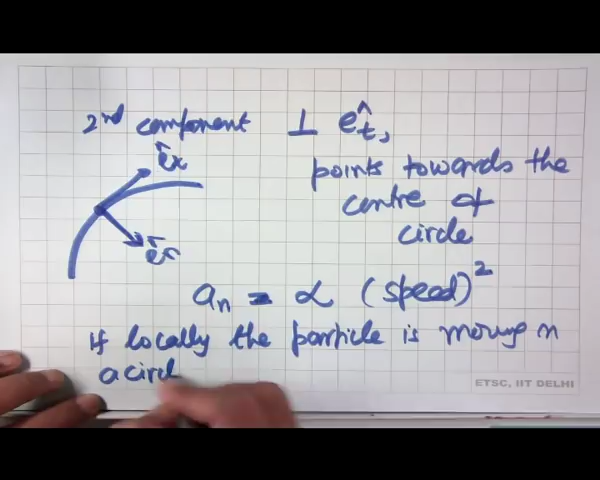 2nd component ⊥ êt,
points towards the
centre of
circle
êt
êr
an = α (speed)²
if locally the particle is moving in
a circl
ETSC, IIT DELHI